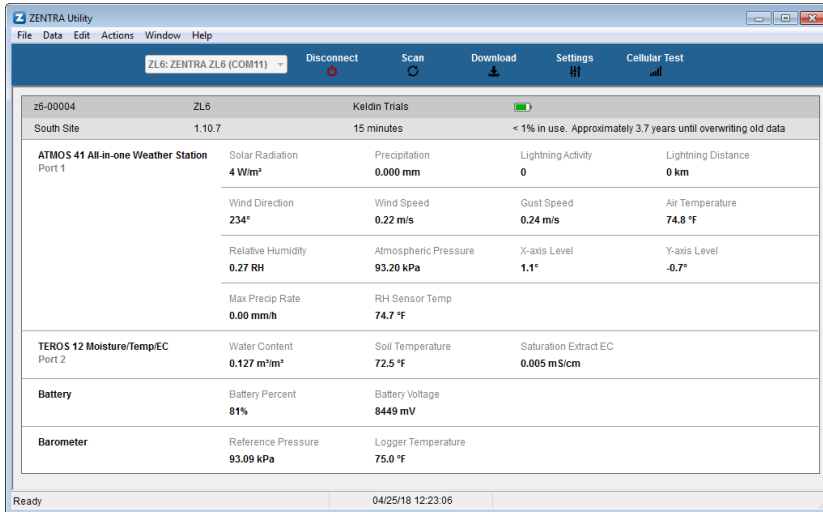 ZENTRA Utility
File Data Edit Actions Window Help
ZL6: ZENTRA ZL6 (COM11) Disconnect Scan Download Settings Cellular Test
z6-00004 ZL6 Keldin Trials
South Site 1.10.7 15 minutes < 1% in use. Approximately 3.7 years until overwriting old data
ATMOS 41 All-in-one Weather Station Solar Radiation Precipitation Lightning Activity Lightning Distance
Port 1 4 W/m² 0.000 mm 0 0 km
Wind Direction Wind Speed Gust Speed Air Temperature
234° 0.22 m/s 0.24 m/s 74.8 °F
Relative Humidity Atmospheric Pressure X-axis Level Y-axis Level
0.27 RH 93.20 kPa 1.1° -0.7°
Max Precip Rate RH Sensor Temp
0.00 mm/h 74.7 °F
TEROS 12 Moisture/Temp/EC Water Content Soil Temperature Saturation Extract EC
Port 2 0.127 m³/m³ 72.5 °F 0.005 mS/cm
Battery Battery Percent Battery Voltage
81% 8449 mV
Barometer Reference Pressure Logger Temperature
93.09 kPa 75.0 °F
Ready 04/25/18 12:23:06